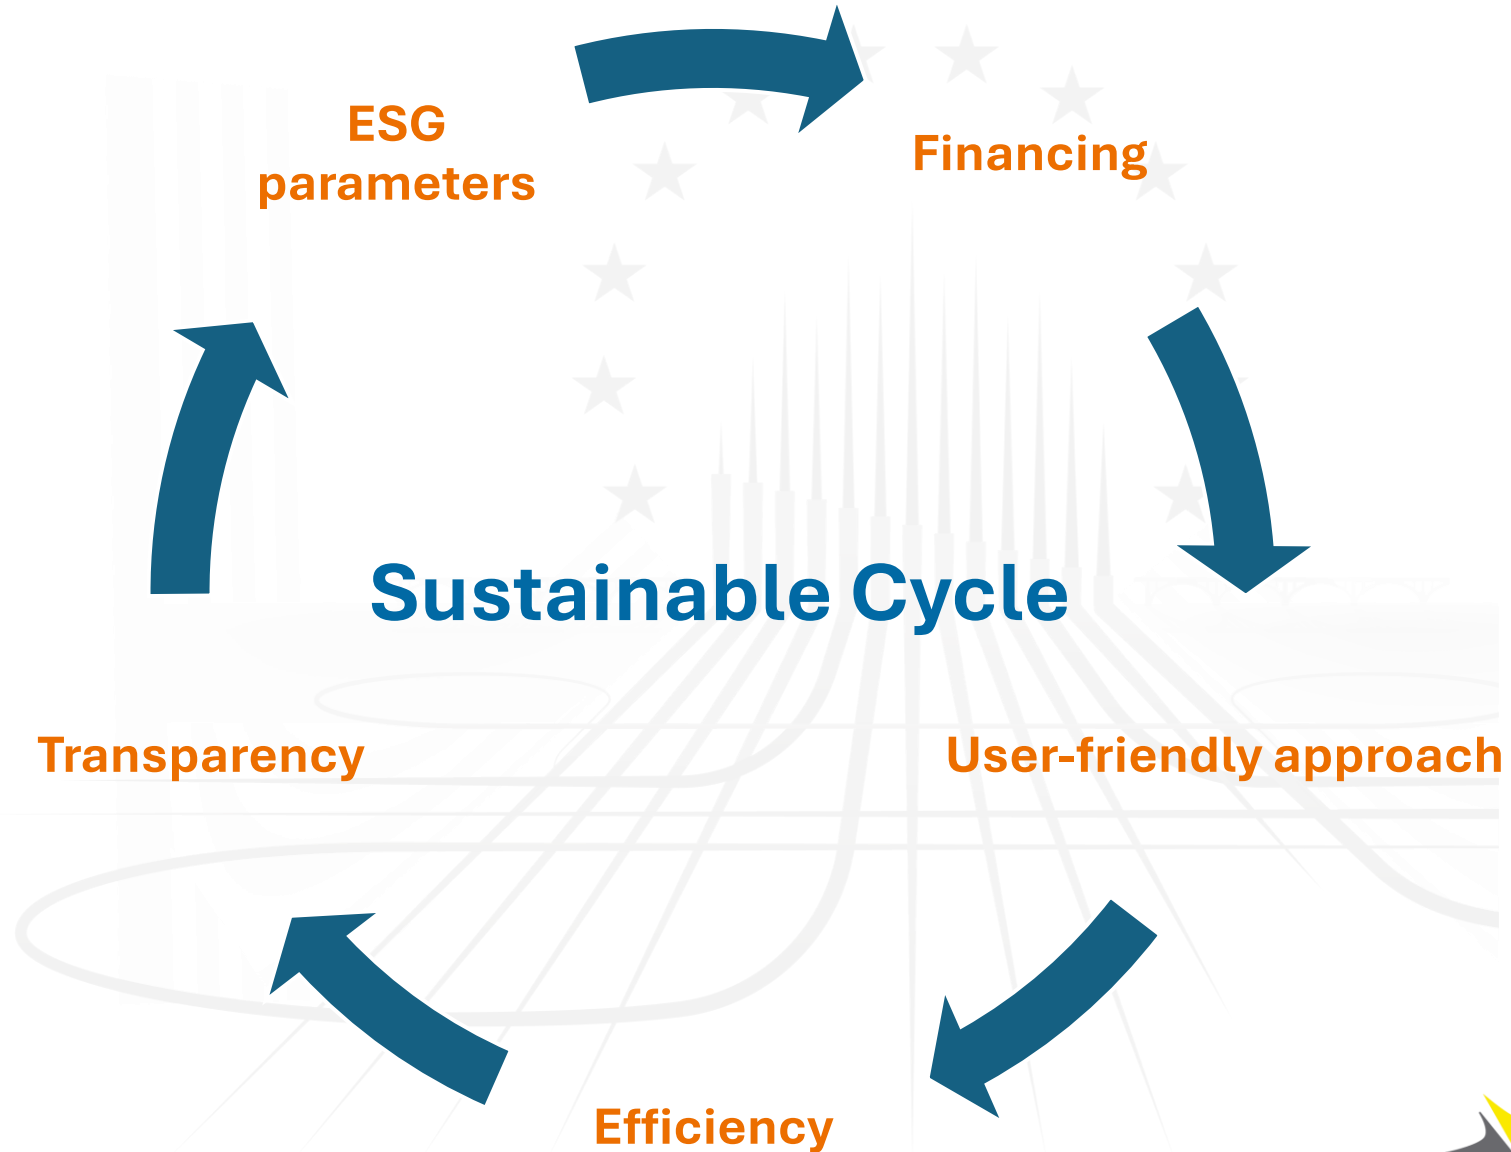 ESG
parameters
Financing
Sustainable Cycle
Transparency
User-friendly approach
Efficiency